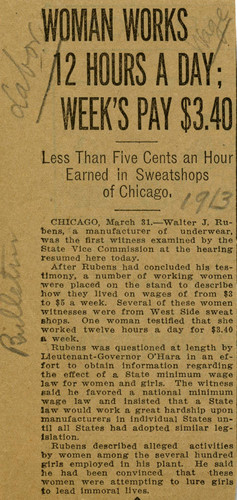 Labor
WOMAN WORKS
12 HOURS A DAY;
WEEK'S PAY $3.40
Less Than Five Cents an Hour
Earned in Sweatshops
of Chicago.
1913
CHICAGO, March 31.—Walter J. Ru-
bens, a manufacturer of underwear,
was the first witness examined by the
State Vice Commission at the hearing
resumed here today.
After Rubens had concluded his tes-
timony, a number of working women
were placed on the stand to describe
how they lived on wages of from $3
to $5 a week. Several of these women
witnesses were from West Side sweat
shops. One woman testified that she
worked twelve hours a day for $3.40
a week.
Rubens was questioned at length by
Lieutenant-Governor O'Hara in an ef-
fort to obtain information regarding
the effect of a State minimum wage
law for women and girls. The witness
said he favored a national minimum
wage law and insisted that a State
law would work a great hardship upon
manufacturers in individual States un-
til all States had adopted similar leg-
islation.
Rubens described alleged activities
by women among the several hundred
girls employed in his plant. He said
he had been convinced that these
women were attempting to lure girls
to lead immoral lives.
Bulletin